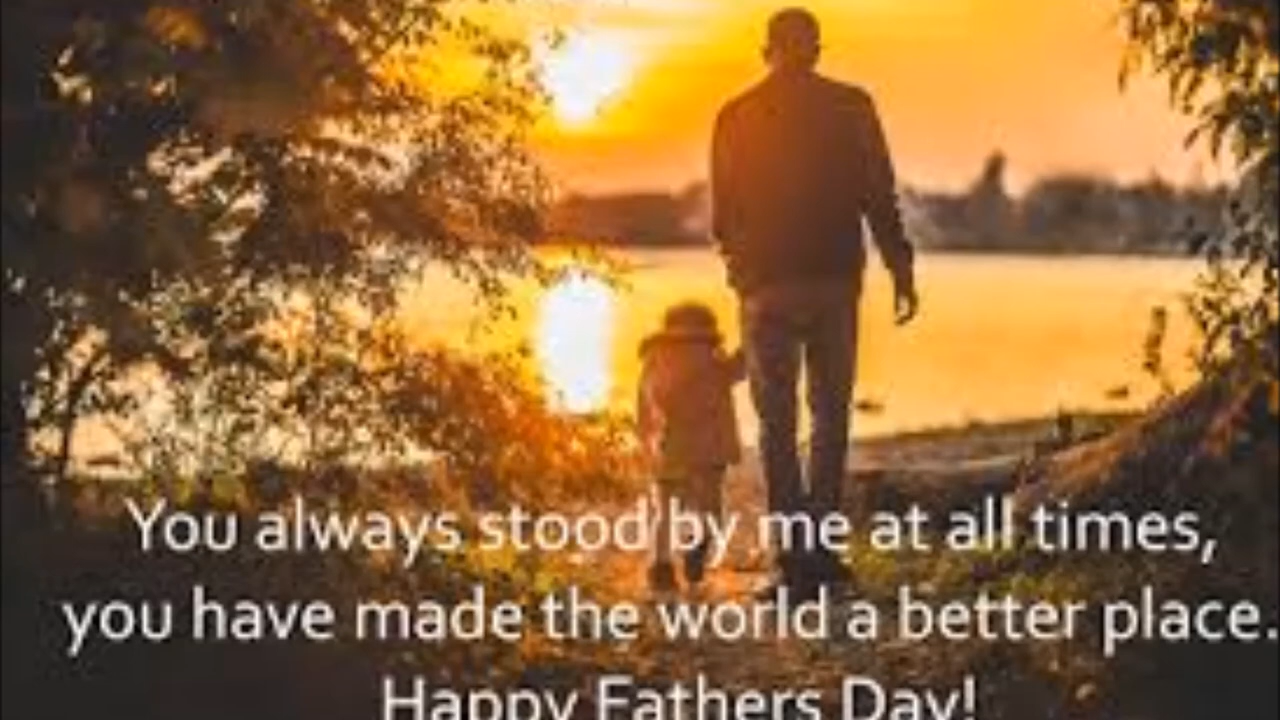 You always stood by me at all times,
you have made the world a better place.
Happy Fathers Day!